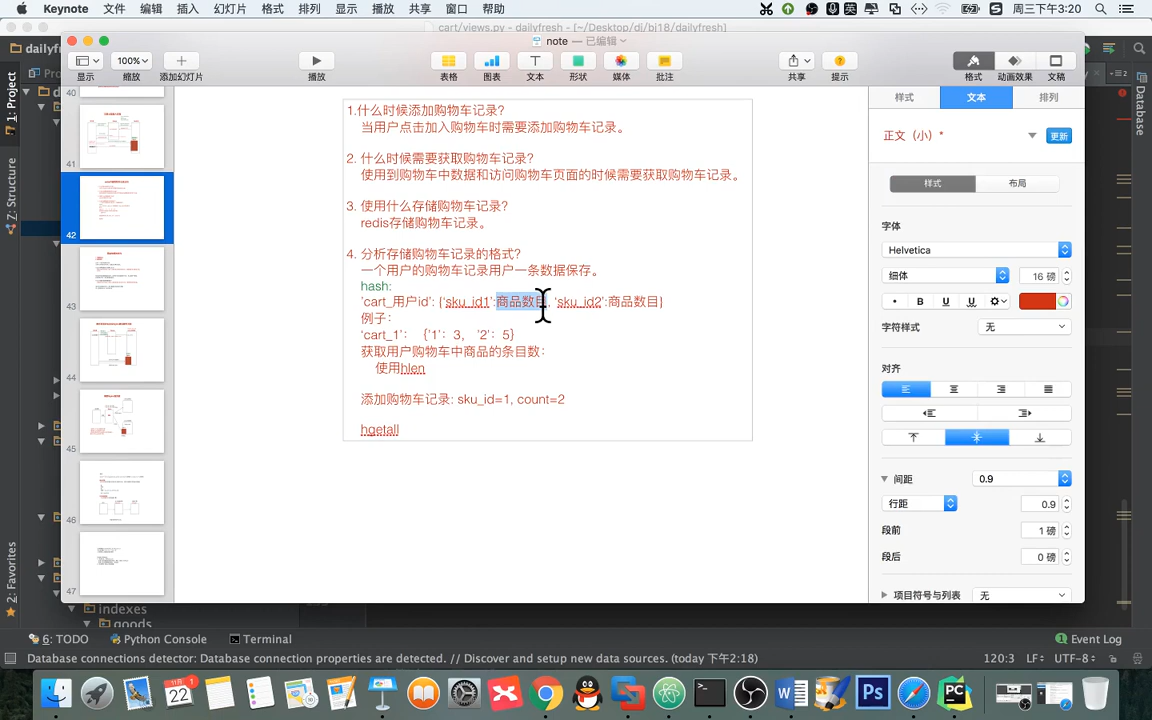 Keynote 文件 编辑 插入 幻灯片 格式 排列 显示 播放 共享 窗口 帮助 英 周三下午3:20
cart/views.py - dailyfresh - [~/Desktop/dj/bj18/dailyfresh]
note — 已编辑
100%
显示 缩放 添加幻灯片 播放 表格 图表 文本 形状 媒体 批注 共享 提示 格式 动画效果 文稿
样式 文本 排列
正文（小）* 更新
样式 布局
字体
Helvetica
细体 16 磅
B U U
字符样式 无
对齐
间距 0.9
行距 0.9
段前 1 磅
段后 0 磅
项目符号与列表 无
1: Project
Z: Structure
2: Favorites
Database
40
41
42
43
44
45
46
47
1.什么时候添加购物车记录?
当用户点击加入购物车时需要添加购物车记录。
2. 什么时候需要获取购物车记录?
使用到购物车中数据和访问购物车页面的时候需要获取购物车记录。
3. 使用什么存储购物车记录?
redis存储购物车记录。
4. 分析存储购物车记录的格式?
一个用户的购物车记录用户一条数据保存。
hash:
'cart_用户id': {'sku_id1':商品数目, 'sku_id2':商品数目}
例子：
'cart_1'： {'1'：3， '2'：5}
获取用户购物车中商品的条目数：
使用hlen
添加购物车记录: sku_id=1, count=2
hgetall
indexes
goods
6: TODO Python Console Terminal 1 Event Log
Database connections detector: Database connection properties are detected. // Discover and setup new data sources. (today 下午2:18) 120:3 LF UTF-8
22